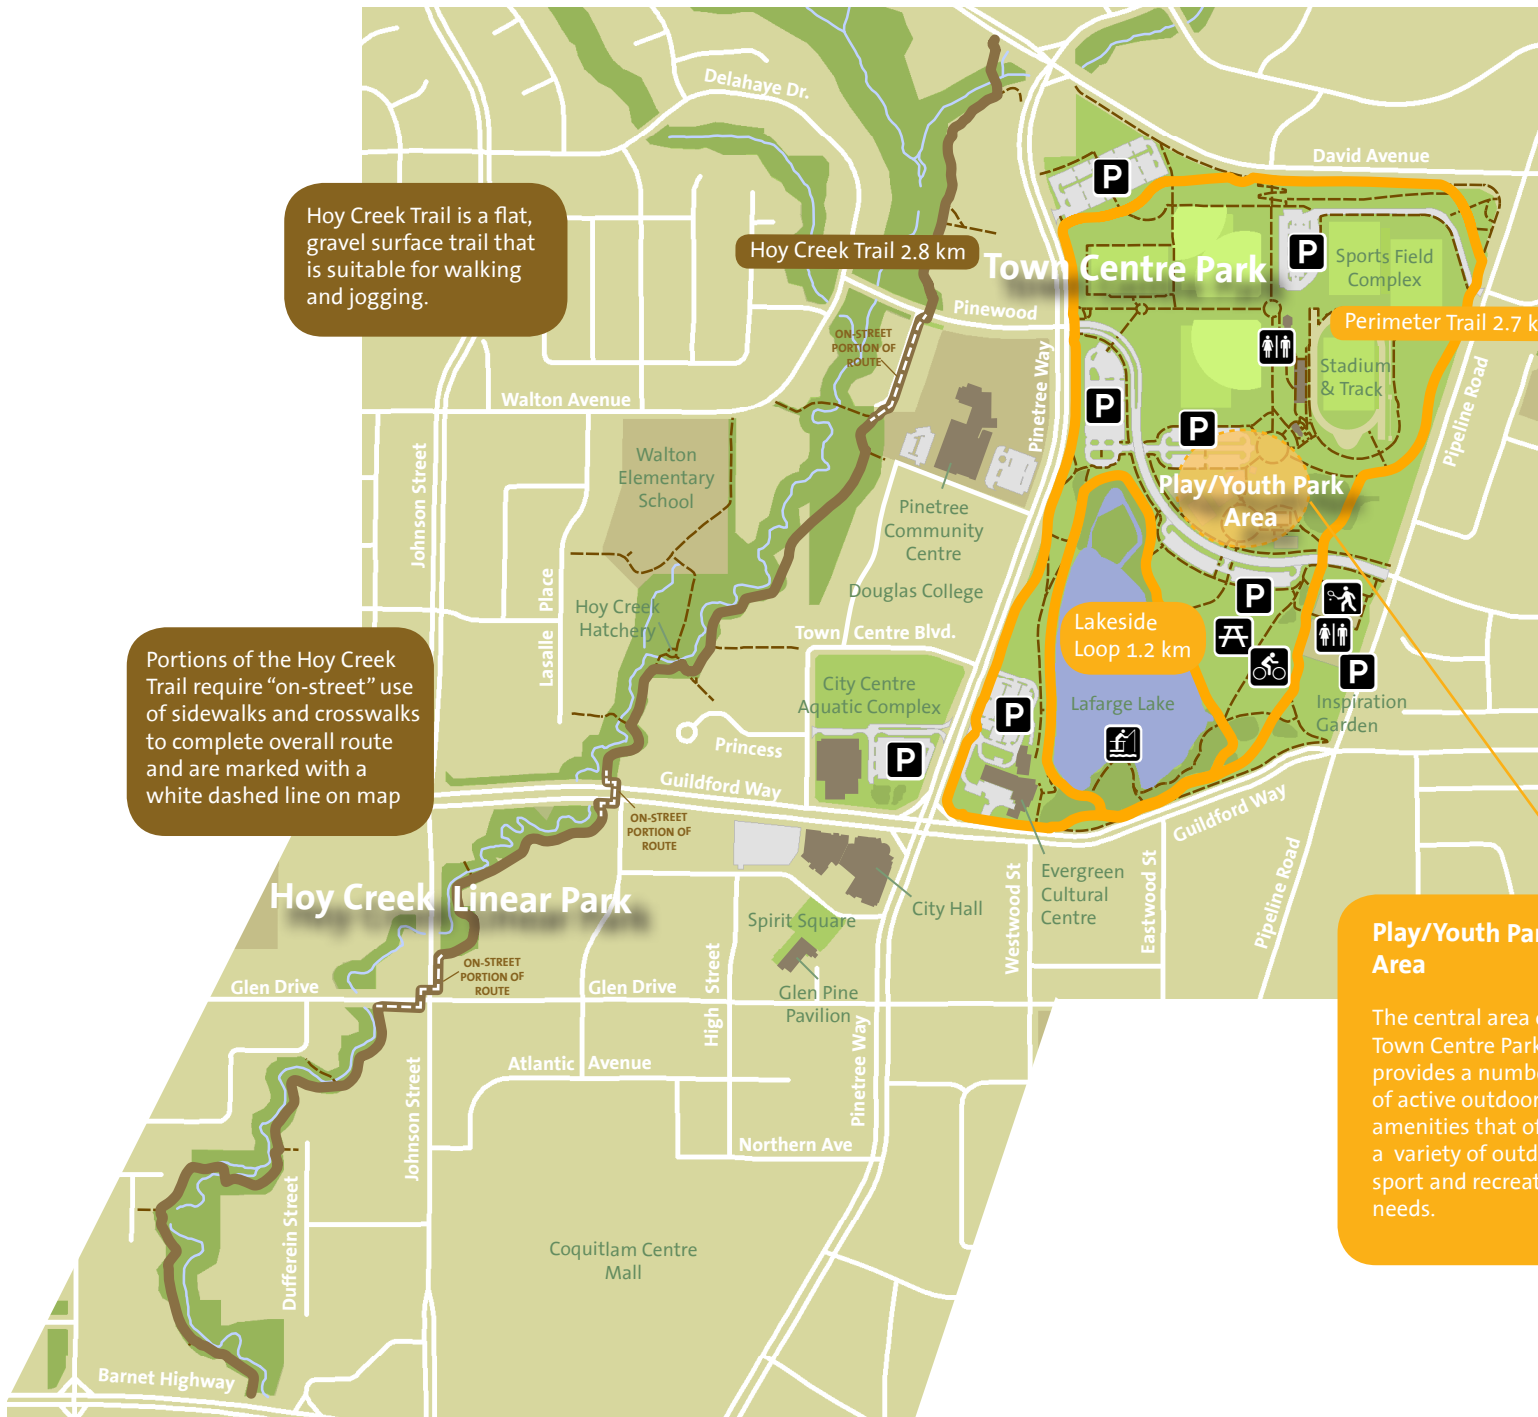 Delahaye Dr.
David Avenue
P
Hoy Creek Trail is a flat,
gravel surface trail that
is suitable for walking
and jogging.
Hoy Creek Trail 2.8 km
Town Centre Park
P
Sports Field
Complex
Pinewood
Perimeter Trail 2.7 k
ON-STREET
PORTION OF
ROUTE
Pinetree Way
Stadium
& Track
Pipeline Road
Walton Avenue
P
P
Johnson Street
Walton
Elementary
School
Play/Youth Park
Area
Pinetree
Community
Centre
Douglas College
Lasalle Place
Hoy Creek
Hatchery
Town Centre Blvd.
Lakeside
Loop 1.2 km
P
P
Portions of the Hoy Creek
Trail require “on-street” use
of sidewalks and crosswalks
to complete overall route
and are marked with a
white dashed line on map
City Centre
Aquatic Complex
P
Lafarge Lake
Inspiration
Garden
Princess
P
Guildford Way
Guildford Way
ON-STREET
PORTION OF
ROUTE
Hoy Creek Linear Park
Spirit Square
City Hall
Evergreen
Cultural
Centre
Westwood St
Eastwood St
Pipeline Road
ON-STREET
PORTION OF
ROUTE
Glen Drive
Glen Drive
High Street
Glen Pine
Pavilion
Pinetree Way
Play/Youth Par
Area
The central area
Town Centre Park
provides a numb
of active outdoor
amenities that of
a variety of outd
sport and recreat
needs.
Atlantic Avenue
Johnson Street
Northern Ave
Dufferein Street
Coquitlam Centre
Mall
Barnet Highway